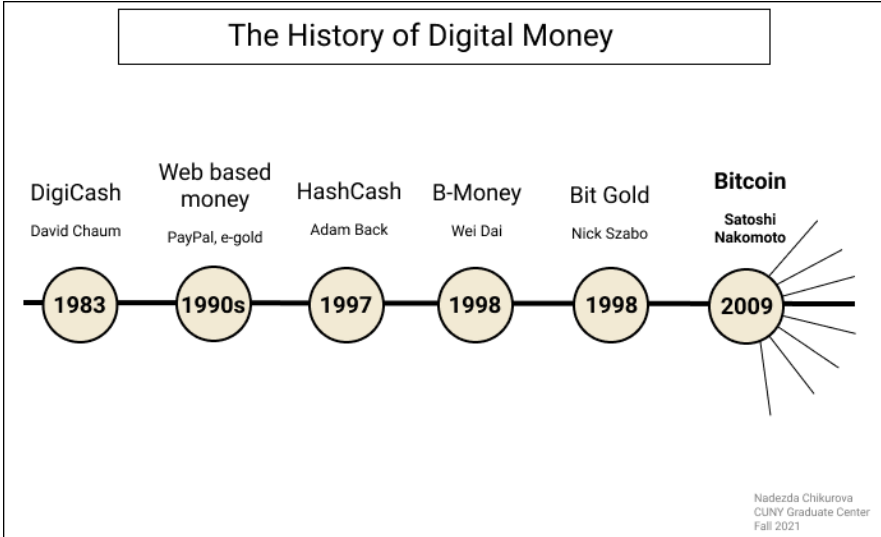 The History of Digital Money
DigiCash
David Chaum
1983
Web based
money
PayPal, e-gold
1990s
HashCash
Adam Back
1997
B-Money
Wei Dai
1998
Bit Gold
Nick Szabo
1998
Bitcoin
Satoshi
Nakomoto
2009
Nadezda Chikurova
CUNY Graduate Center
Fall 2021